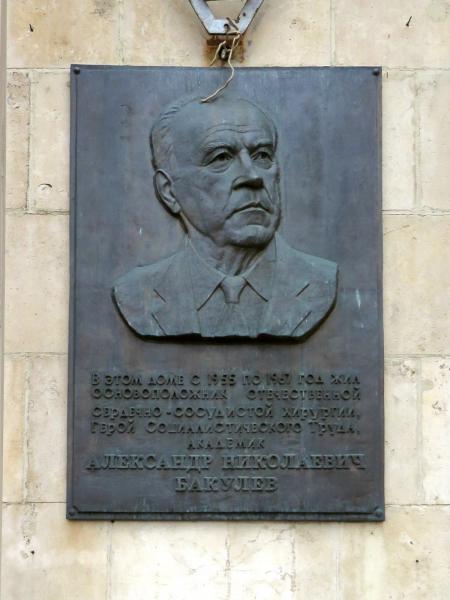 В ЭТОМ ДОМЕ С 1955 ПО 1967 ГОД ЖИЛ
ОСНОВОПОЛОЖНИК ОТЕЧЕСТВЕННОЙ
СЕРДЕЧНО-СОСУДИСТОЙ ХИРУРГИИ,
ГЕРОЙ СОЦИАЛИСТИЧЕСКОГО ТРУДА,
АКАДЕМИК
АЛЕКСАНДР НИКОЛАЕВИЧ
БАКУЛЕВ